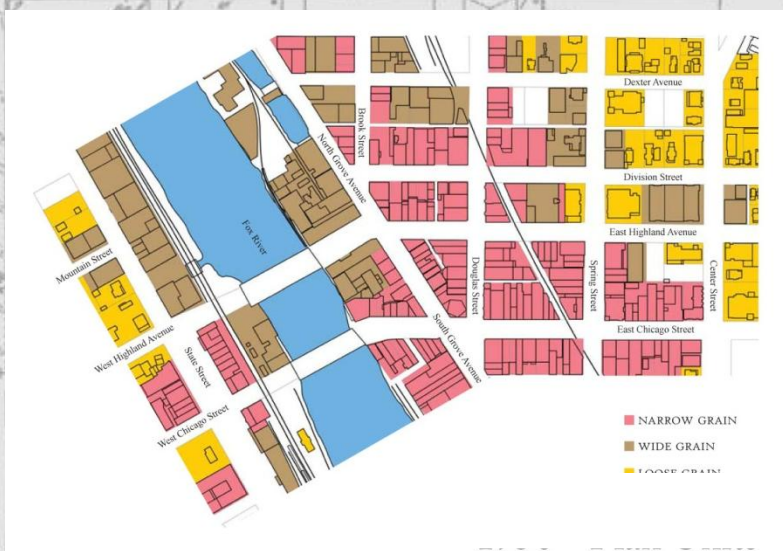 Dexter Avenue
Brook Street
North Grove Avenue
Division Street
Fox River
East Highland Avenue
Mountain Street
Douglas Street
Spring Street
Center Street
West Highland Avenue
State Street
South Grove Avenue
East Chicago Street
West Chicago Street
NARROW GRAIN
WIDE GRAIN
LOOSE GRAIN